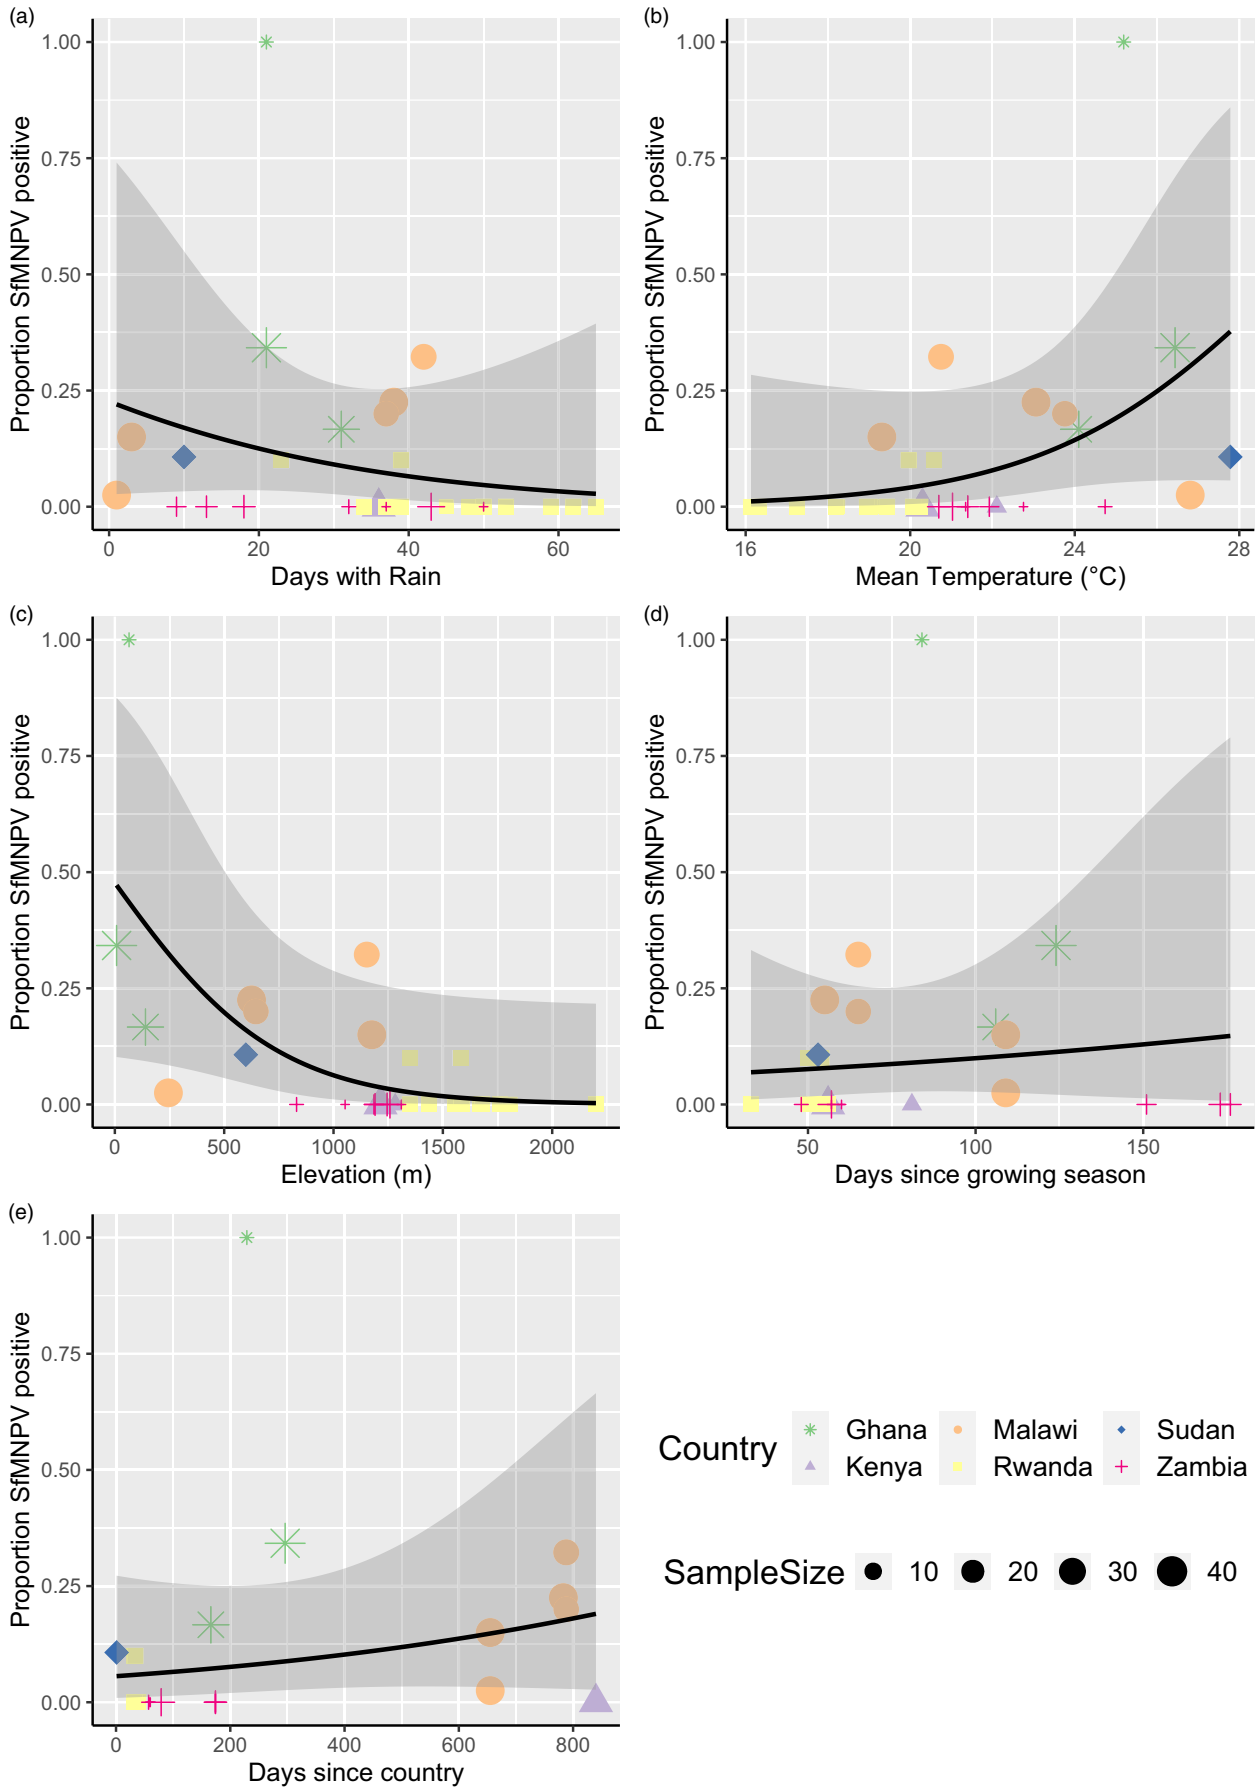 (a)
1.00
0.75
0.50
0.25
0.00
Proportion SfMNPV positive
0 20 40 60
Days with Rain
(b)
1.00
0.75
0.50
0.25
0.00
Proportion SfMNPV positive
16 20 24 28
Mean Temperature (°C)
(c)
1.00
0.75
0.50
0.25
0.00
Proportion SfMNPV positive
0 500 1000 1500 2000
Elevation (m)
(d)
1.00
0.75
0.50
0.25
0.00
Proportion SfMNPV positive
50 100 150
Days since growing season
(e)
1.00
0.75
0.50
0.25
0.00
Proportion SfMNPV positive
0 200 400 600 800
Days since country
Country
Ghana Malawi Sudan
Kenya Rwanda Zambia
SampleSize 10 20 30 40